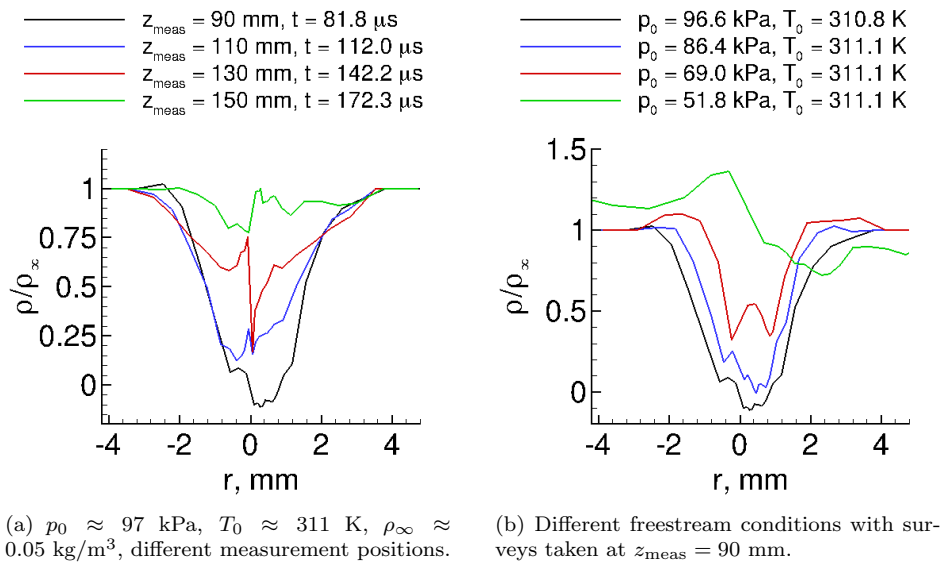 z_meas = 90 mm, t = 81.8 μs
z_meas = 110 mm, t = 112.0 μs
z_meas = 130 mm, t = 142.2 μs
z_meas = 150 mm, t = 172.3 μs
1
0.75
0.5
0.25
0
ρ/ρ_∞
-4 -2 0 2 4
r, mm
(a) p_0 ≈ 97 kPa, T_0 ≈ 311 K, ρ_∞ ≈
0.05 kg/m^3, different measurement positions.
p_0 = 96.6 kPa, T_0 = 310.8 K
p_0 = 86.4 kPa, T_0 = 311.1 K
p_0 = 69.0 kPa, T_0 = 311.1 K
p_0 = 51.8 kPa, T_0 = 311.1 K
1.5
1
0.5
0
ρ/ρ_∞
-4 -2 0 2 4
r, mm
(b) Different freestream conditions with sur-
veys taken at z_meas = 90 mm.